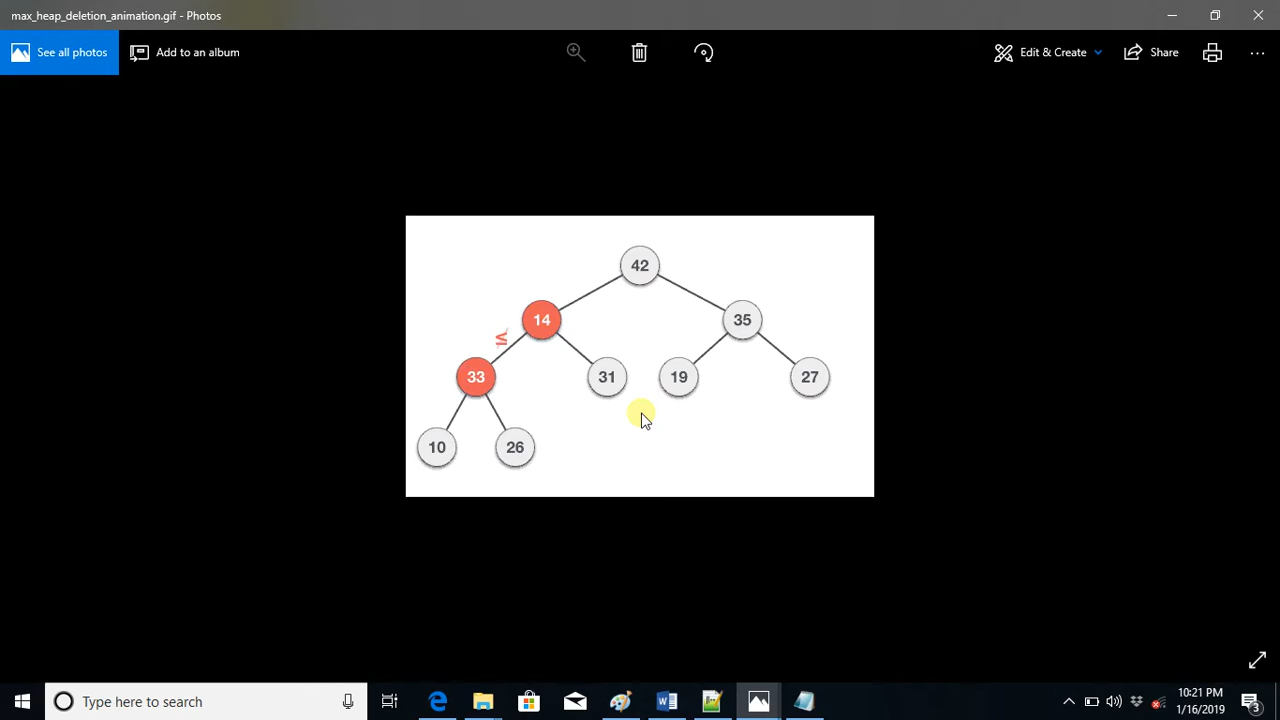 max_heap_deletion_animation.gif - Photos
See all photos
Add to an album
Edit & Create
Share
42
14
35
≤
33
31
19
27
10
26
Type here to search
10:21 PM
1/16/2019
3